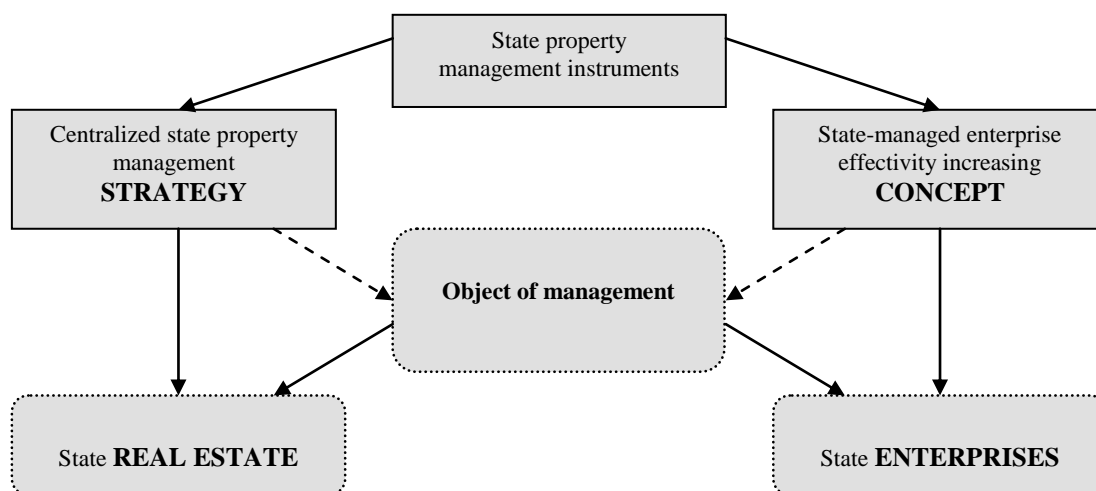 State property
management instruments
Centralized state property
management
STRATEGY
State-managed enterprise
effectivity increasing
CONCEPT
Object of management
State REAL ESTATE
State ENTERPRISES